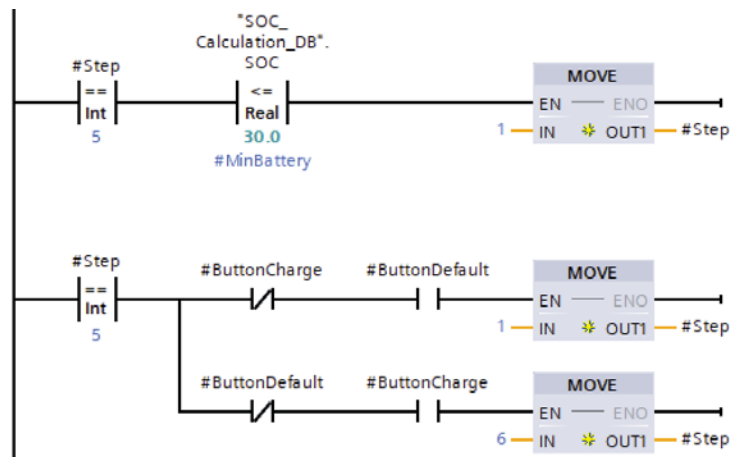 "SOC_
Calculation_DB".
SOC
#Step
==
Int
5
<=
Real
30.0
#MinBattery
MOVE
EN ENO
1 IN OUT1 #Step
#Step
==
Int
5
#ButtonCharge #ButtonDefault
MOVE
EN ENO
1 IN OUT1 #Step
#ButtonDefault #ButtonCharge
MOVE
EN ENO
6 IN OUT1 #Step